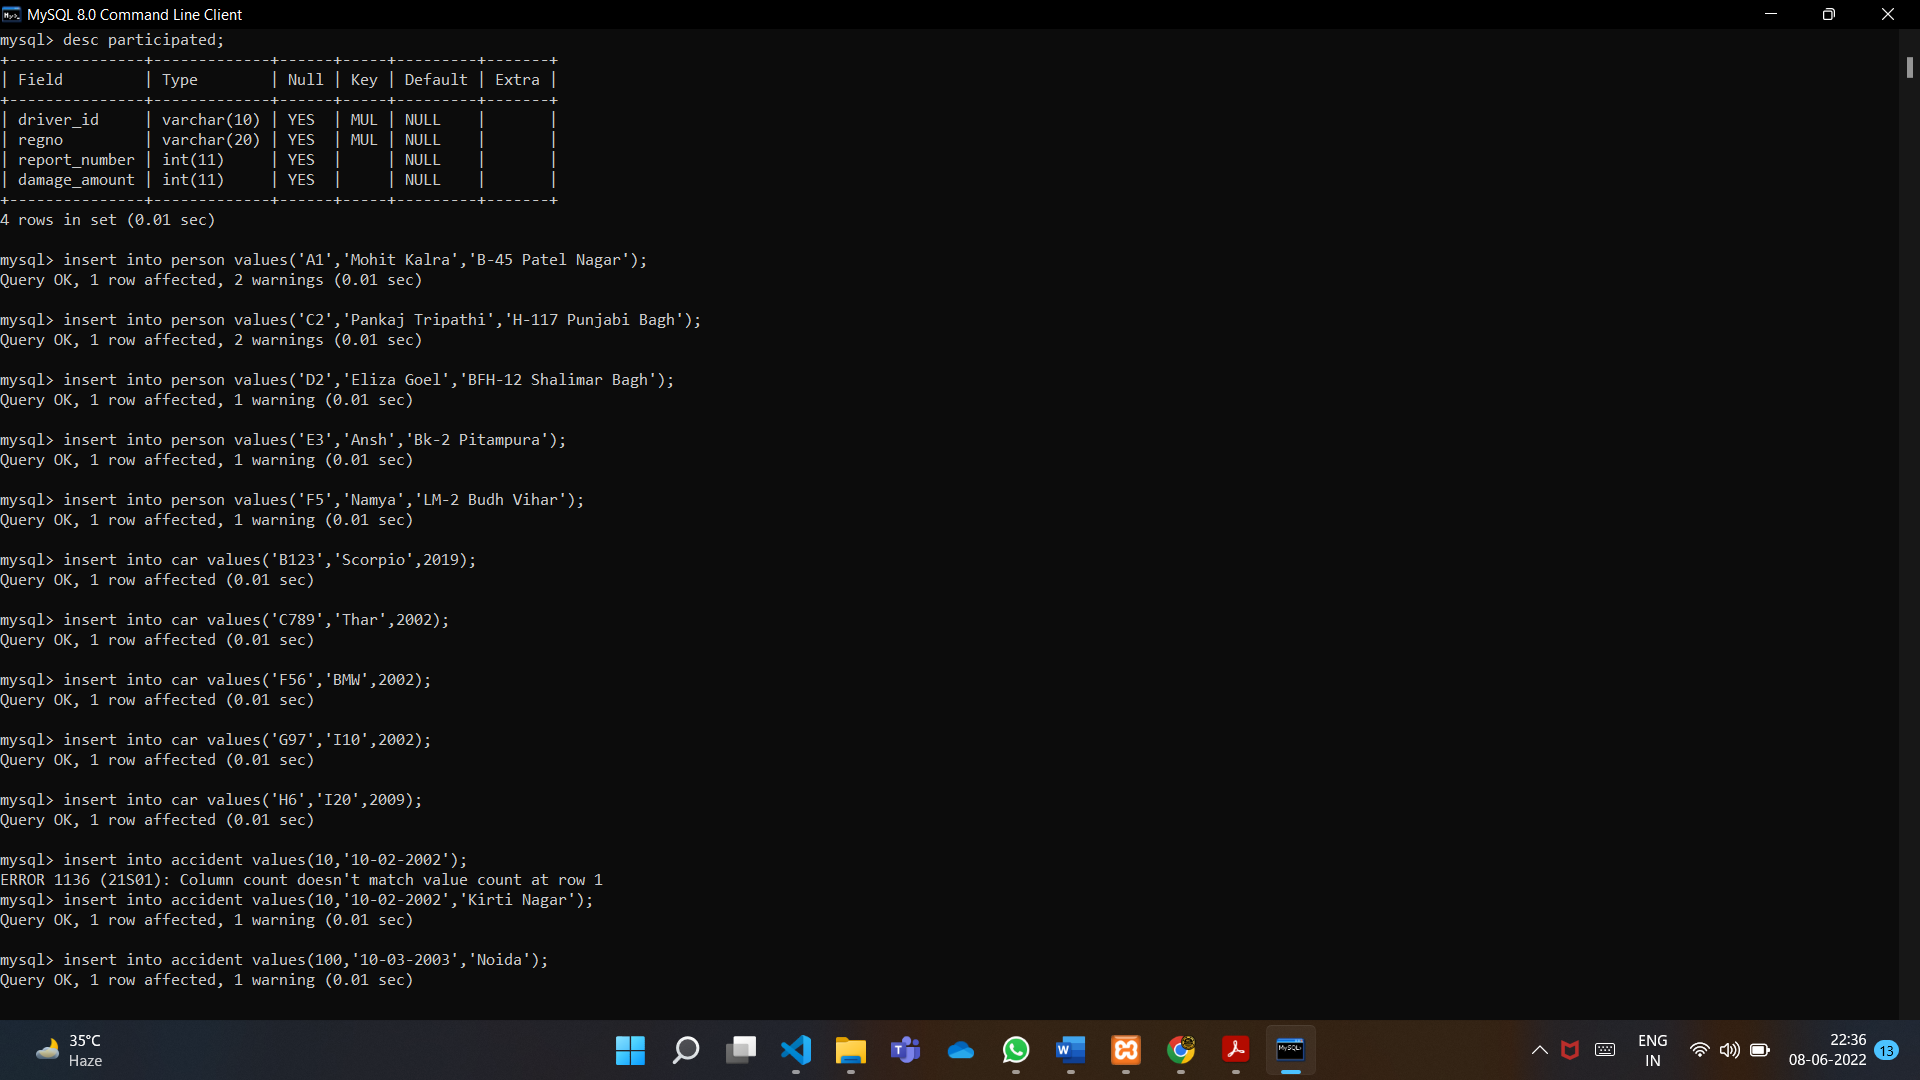 MySQL 8.0 Command Line Client
mysql> desc participated;
+---------------+-------------+------+-----+---------+-------+
| Field         | Type        | Null | Key | Default | Extra |
+---------------+-------------+------+-----+---------+-------+
| driver_id     | varchar(10) | YES  | MUL | NULL    |       |
| regno         | varchar(20) | YES  | MUL | NULL    |       |
| report_number | int(11)     | YES  |     | NULL    |       |
| damage_amount | int(11)     | YES  |     | NULL    |       |
+---------------+-------------+------+-----+---------+-------+
4 rows in set (0.01 sec)
mysql> insert into person values('A1','Mohit Kalra','B-45 Patel Nagar');
Query OK, 1 row affected, 2 warnings (0.01 sec)
mysql> insert into person values('C2','Pankaj Tripathi','H-117 Punjabi Bagh');
Query OK, 1 row affected, 2 warnings (0.01 sec)
mysql> insert into person values('D2','Eliza Goel','BFH-12 Shalimar Bagh');
Query OK, 1 row affected, 1 warning (0.01 sec)
mysql> insert into person values('E3','Ansh','Bk-2 Pitampura');
Query OK, 1 row affected, 1 warning (0.01 sec)
mysql> insert into person values('F5','Namya','LM-2 Budh Vihar');
Query OK, 1 row affected, 1 warning (0.01 sec)
mysql> insert into car values('B123','Scorpio',2019);
Query OK, 1 row affected (0.01 sec)
mysql> insert into car values('C789','Thar',2002);
Query OK, 1 row affected (0.01 sec)
mysql> insert into car values('F56','BMW',2002);
Query OK, 1 row affected (0.01 sec)
mysql> insert into car values('G97','I10',2002);
Query OK, 1 row affected (0.01 sec)
mysql> insert into car values('H6','I20',2009);
Query OK, 1 row affected (0.01 sec)
mysql> insert into accident values(10,'10-02-2002');
ERROR 1136 (21S01): Column count doesn't match value count at row 1
mysql> insert into accident values(10,'10-02-2002','Kirti Nagar');
Query OK, 1 row affected, 1 warning (0.01 sec)
mysql> insert into accident values(100,'10-03-2003','Noida');
Query OK, 1 row affected, 1 warning (0.01 sec)
35°C
Haze
ENG
IN
22:36
08-06-2022
13